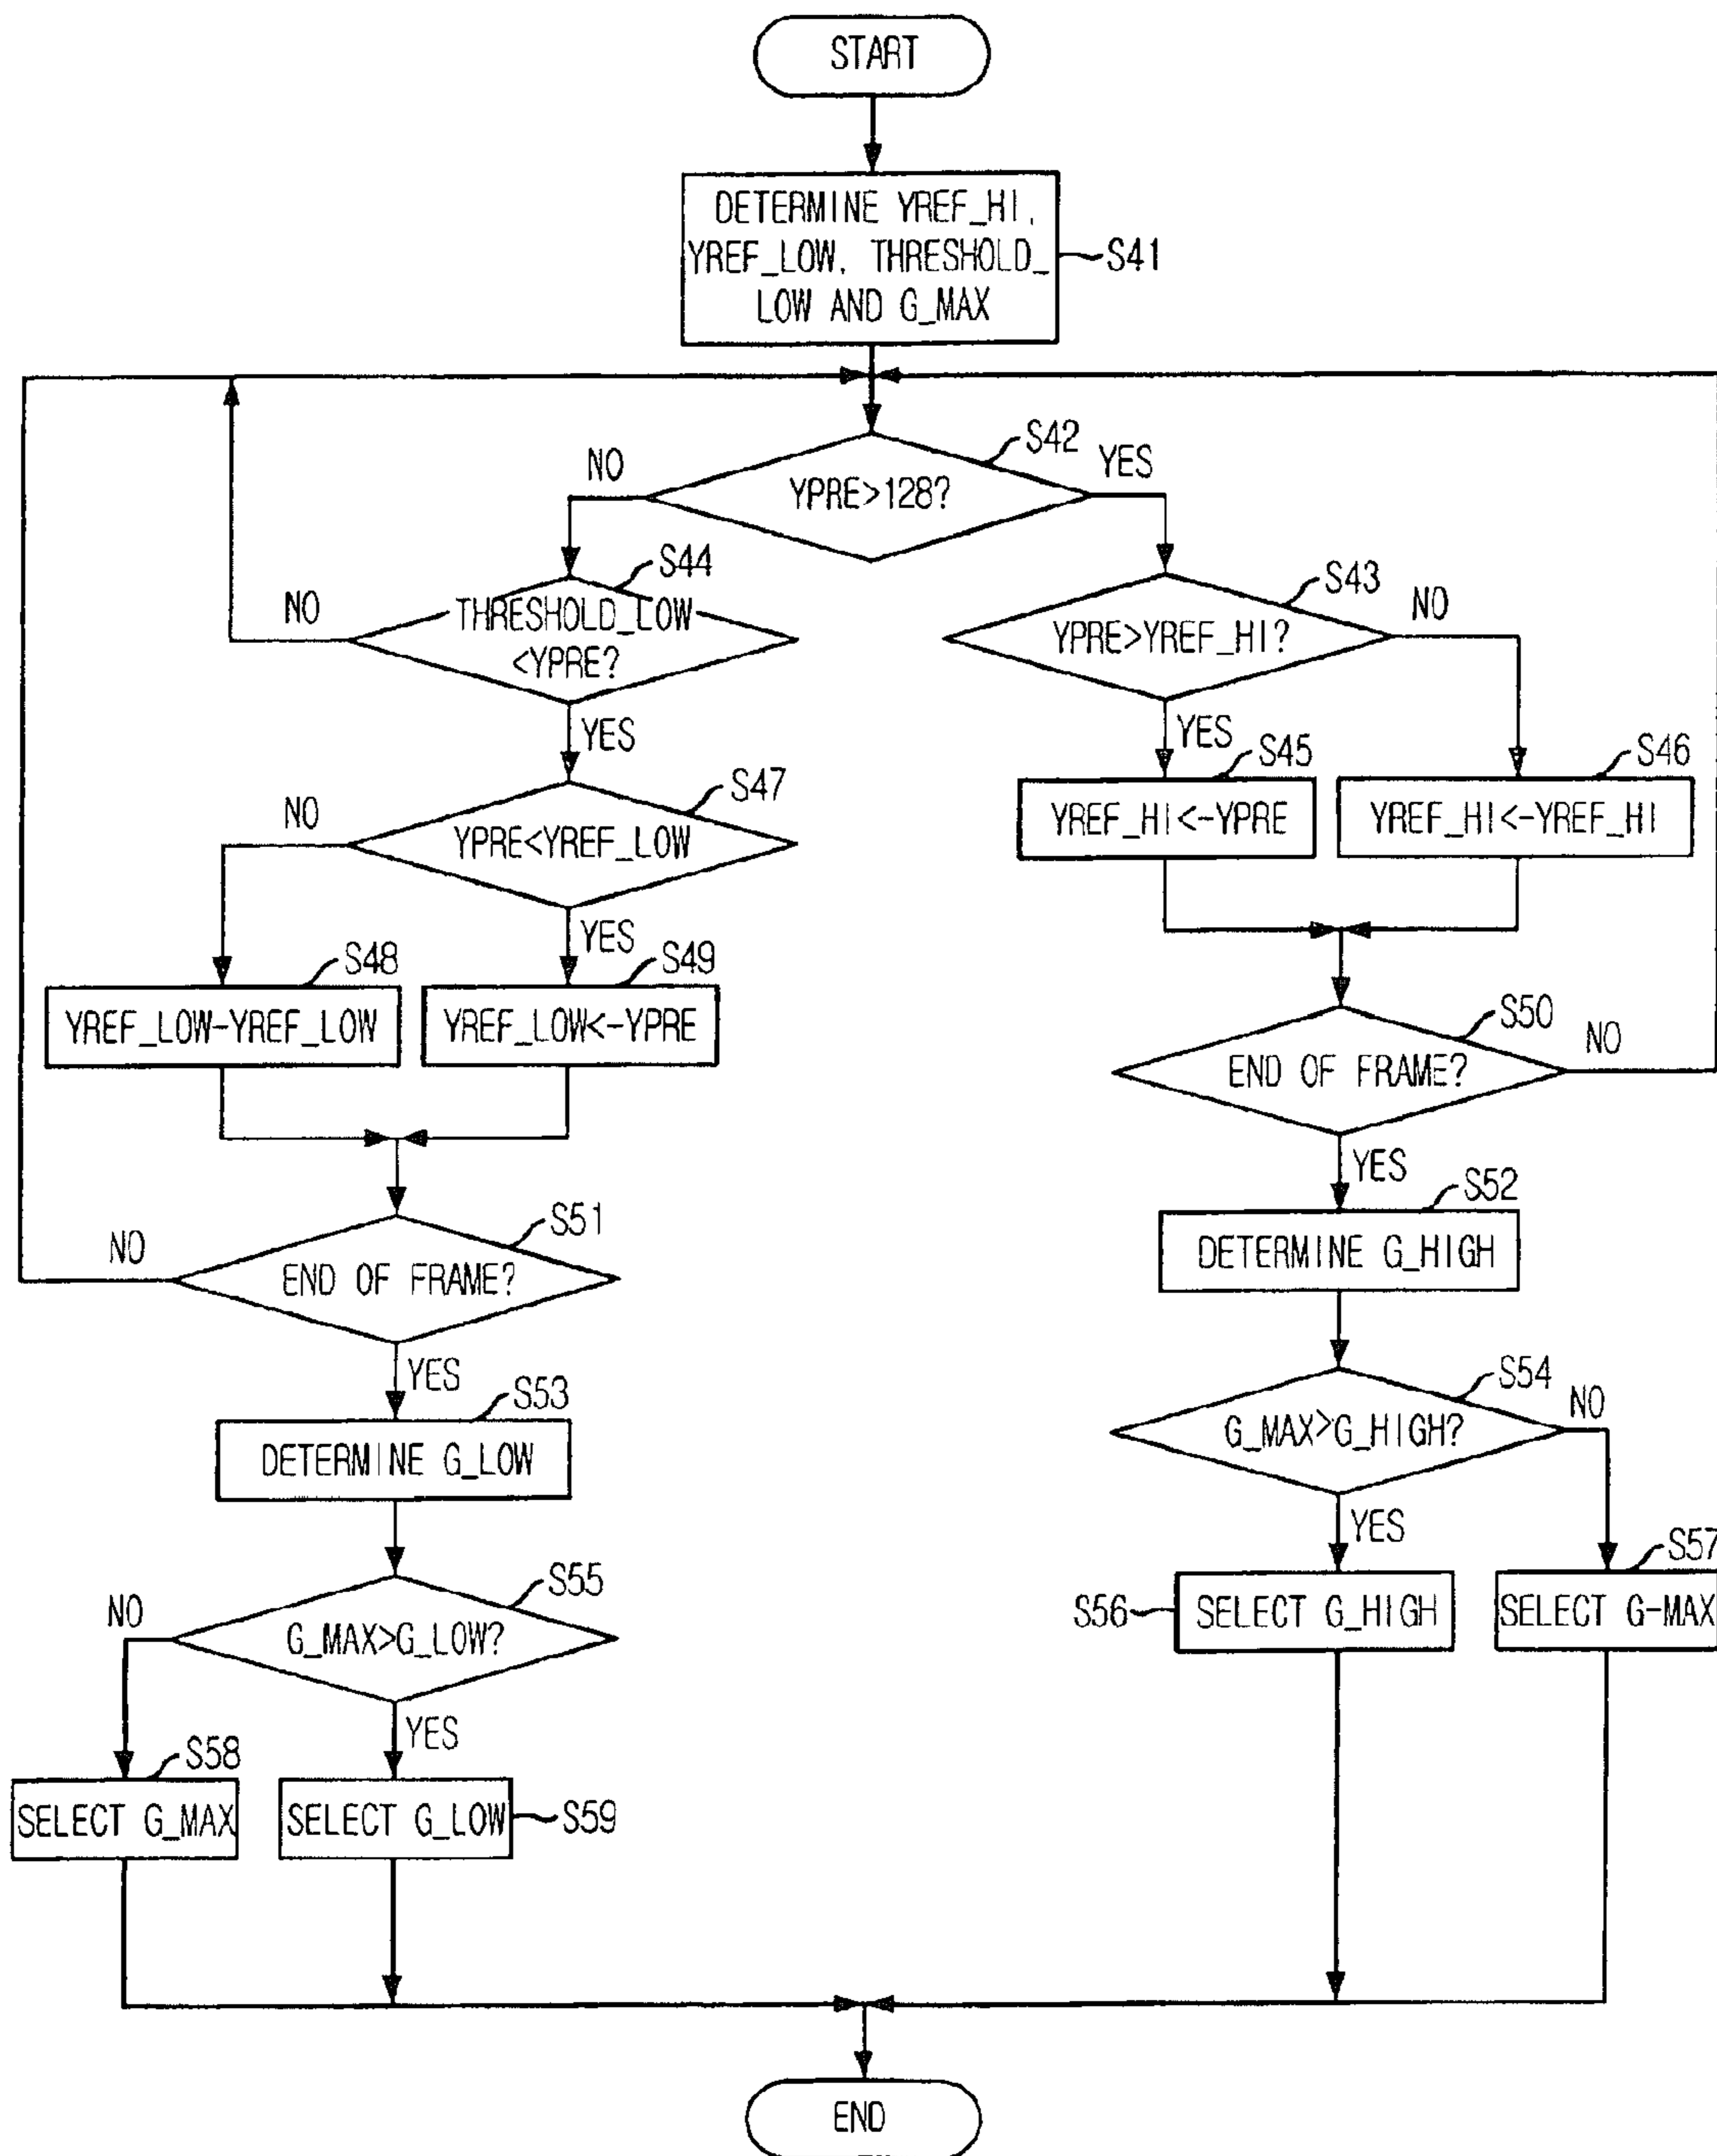 START
DETERMINE YREF_HI,
YREF_LOW, THRESHOLD_
LOW AND G_MAX
S41
S42
NO
YES
YPRE>128?
S44
S43
NO
THRESHOLD_LOW
<YPRE?
YPRE>YREF_HI?
NO
YES
YES
S45
S46
S47
NO
YPRE<YREF_LOW
YREF_HI<-YPRE
YREF_HI<-YREF_HI
YES
S48
S49
YREF_LOW-YREF_LOW
YREF_LOW<-YPRE
S50
END OF FRAME?
NO
YES
S52
S51
NO
END OF FRAME?
DETERMINE G_HIGH
YES
S53
S54
NO
DETERMINE G_LOW
G_MAX>G_HIGH?
YES
S57
S55
NO
G_MAX>G_LOW?
S56
SELECT G_HIGH
SELECT G-MAX
YES
S58
SELECT G_MAX
SELECT G_LOW
S59
END